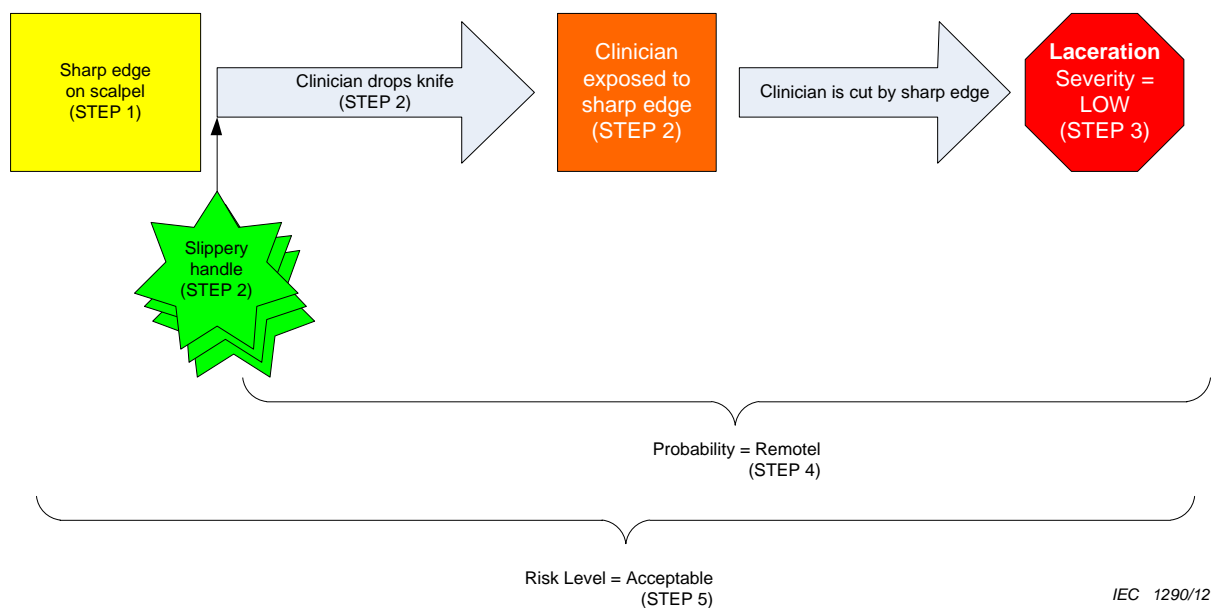 Sharp edge
on scalpel
(STEP 1)
Clinician drops knife
(STEP 2)
Clinician
exposed to
sharp edge
(STEP 2)
Clinician is cut by sharp edge
Laceration
Severity =
LOW
(STEP 3)
Slippery
handle
(STEP 2)
Probability = Remotel
(STEP 4)
Risk Level = Acceptable
(STEP 5)
IEC 1290/12